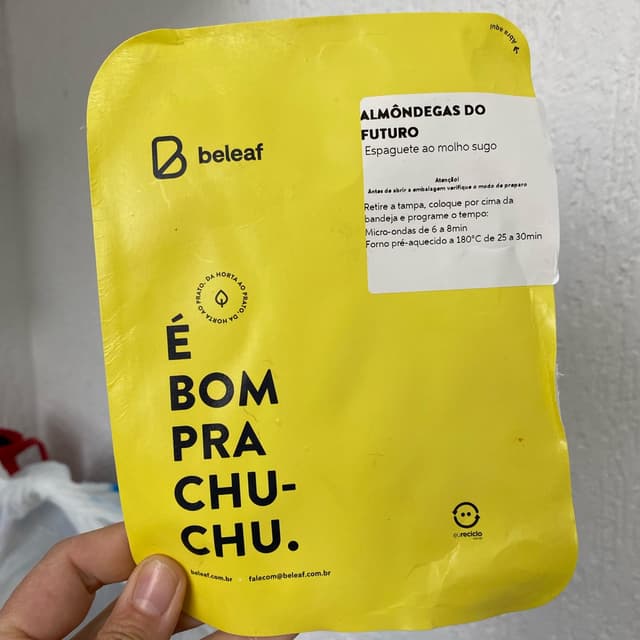 Abra aqui
beleaf
ALMÔNDEGAS DO
FUTURO
Espaguete ao molho sugo
Atenção!
Antes de abrir a embalagem verifique o modo de preparo
Retire a tampa, coloque por cima da
bandeja e programe o tempo:
Micro-ondas de 6 a 8min
Forno pré-aquecido a 180°C de 25 a 30min
DA HORTA AO PRATO. DA HORTA AO PRATO.
É
BOM
PRA
CHU-
CHU.
eureciclo
beleaf.com.br • falecom@beleaf.com.br